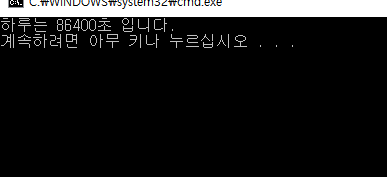 C:₩WINDOWS₩system32₩cmd.exe
하루는 86400초 입니다.
계속하려면 아무 키나 누르십시오 . . .